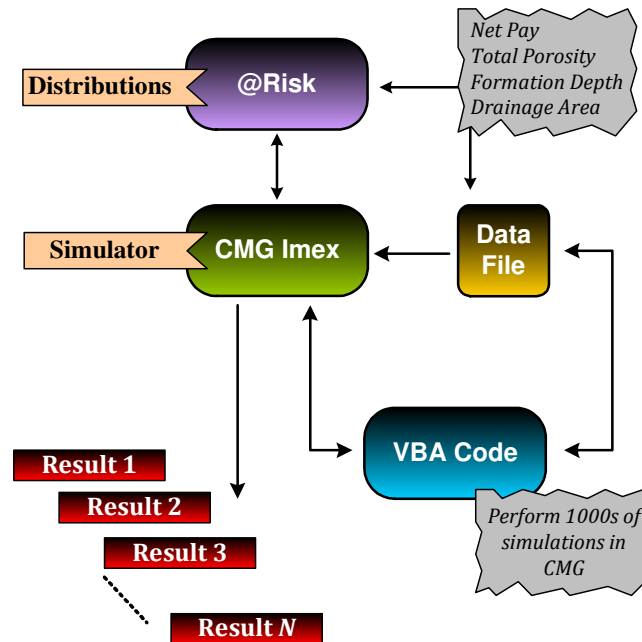 Net Pay
Total Porosity
Formation Depth
Drainage Area
Distributions
@Risk
Simulator
CMG Imex
Data
File
VBA Code
Perform 1000s of
simulations in
CMG
Result 1
Result 2
Result 3
Result N